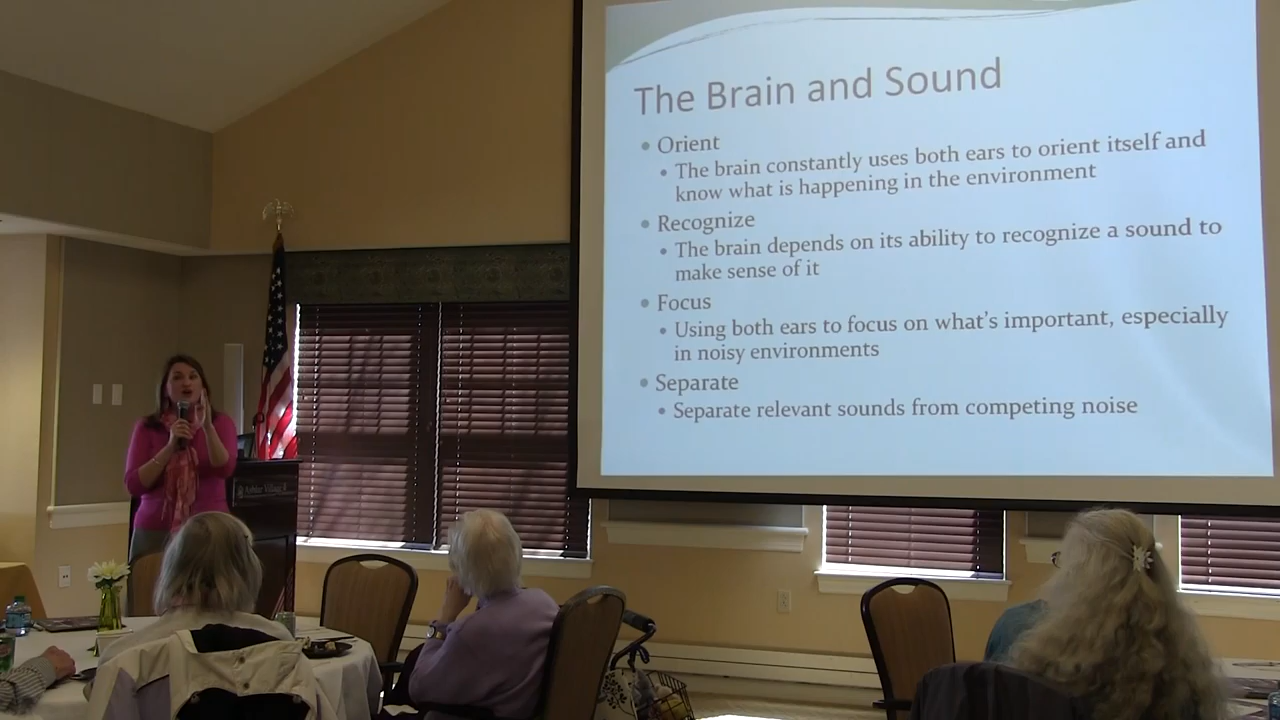 The Brain and Sound
• Orient
• The brain constantly uses both ears to orient itself and
know what is happening in the environment
• Recognize
• The brain depends on its ability to recognize a sound to
make sense of it
• Focus
• Using both ears to focus on what's important, especially
in noisy environments
• Separate
• Separate relevant sounds from competing noise